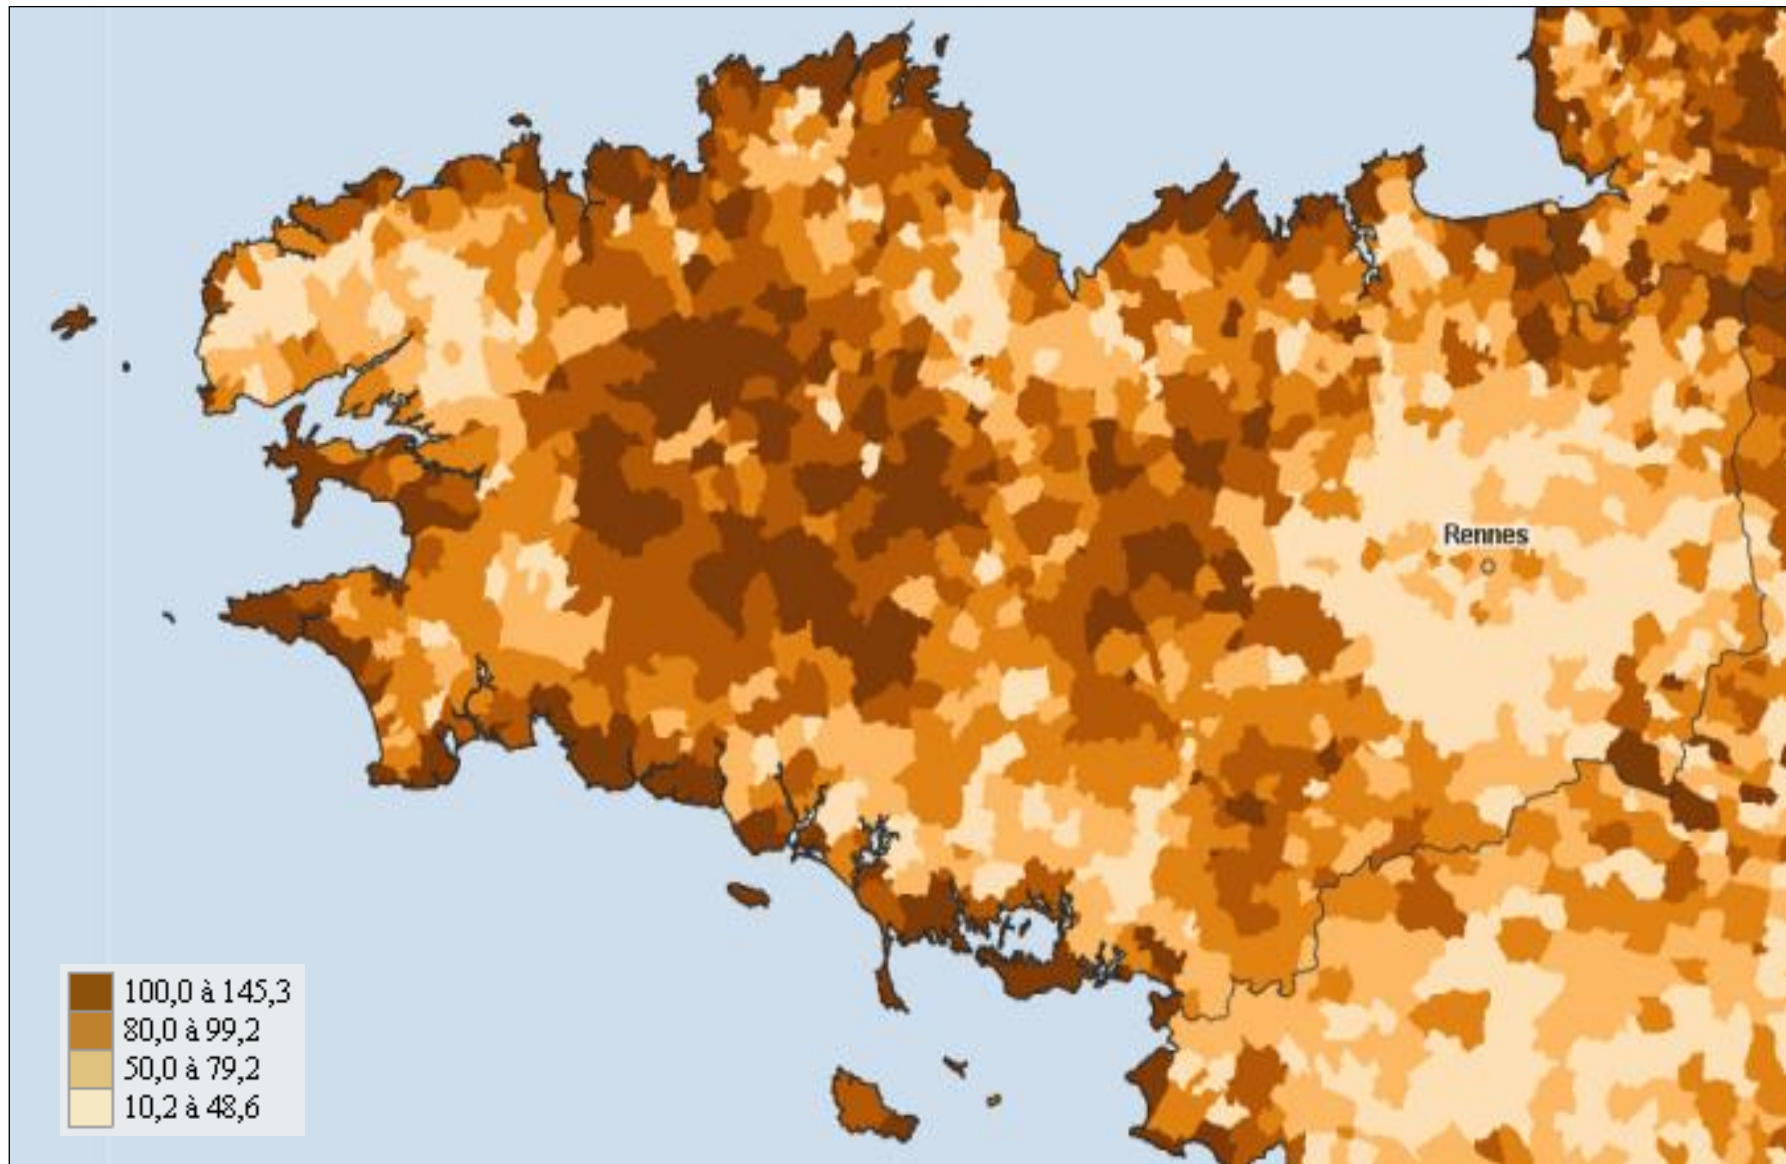 Rennes
100,0 à 145,3
80,0 à 99,2
50,0 à 79,2
10,2 à 48,6